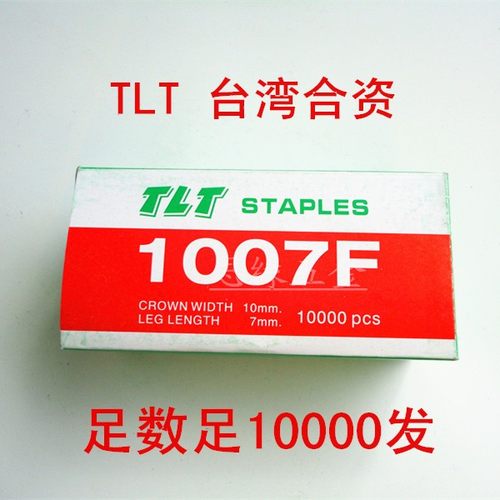 TLT 台湾合资
TLT STAPLES
1007F
CROWN WIDTH 10mm.
LEG LENGTH 7mm. 10000 pcs
足数足10000发